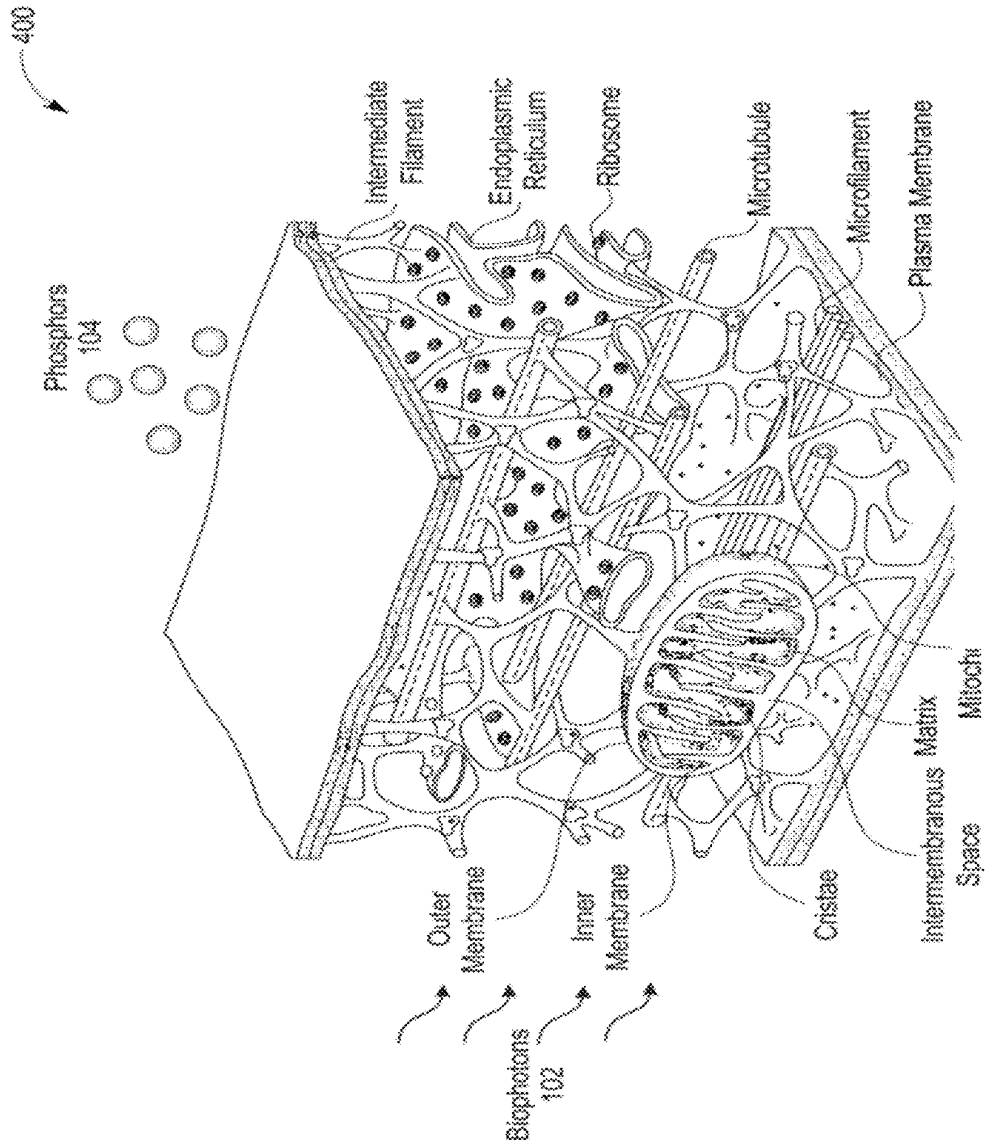 400
Phosphors
104
Intermediate
Filament
Endoplasmic
Reticulum
Ribosome
Microtubule
Microfilament
Plasma Membrane
Biophotons
102
Outer
Membrane
Inner
Membrane
Cristae
Intermembranous
Space
Matrix
Mitochi